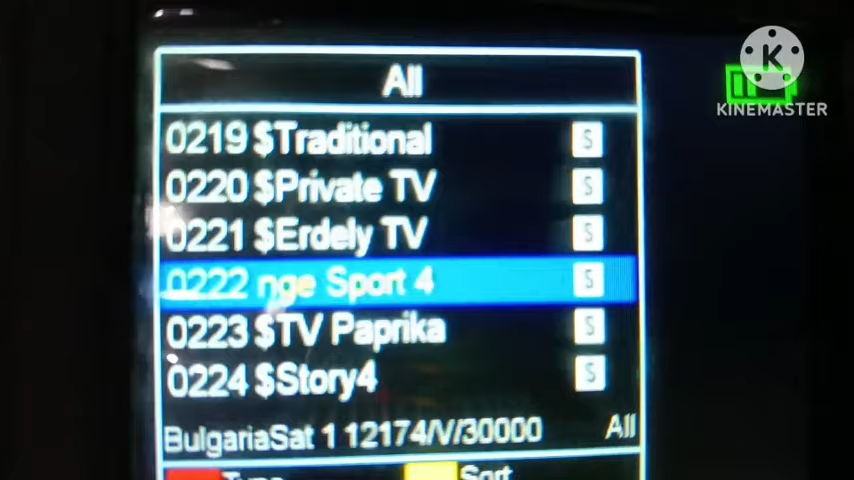 All
KINEMASTER
0219 $Traditional S
0220 $Private TV S
0221 $Erdely TV S
0222 nge Sport 4 S
0223 $TV Paprika S
0224 $Story4 S
BulgariaSat 1 12174/V/30000 All
Type Sort